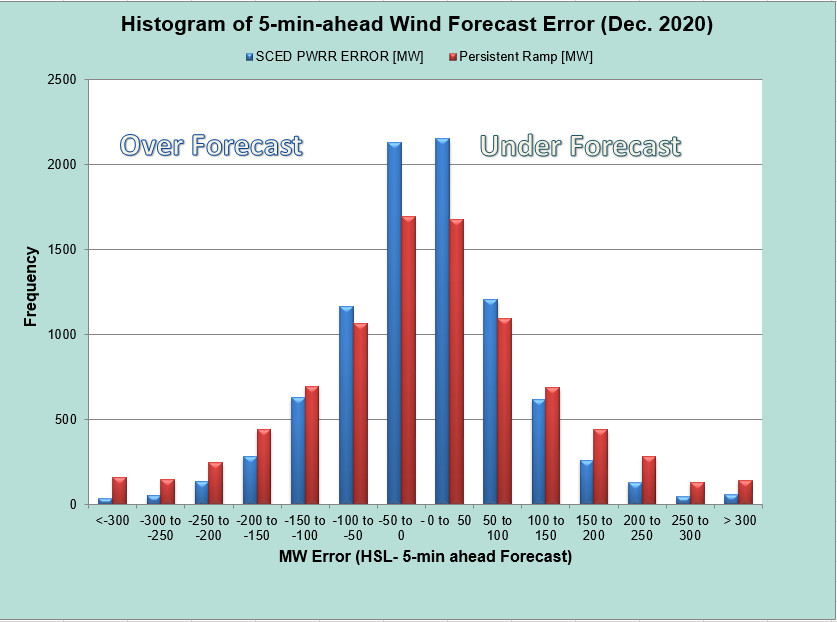 Histogram of 5-min-ahead Wind Forecast Error (Dec. 2020)
SCED PWRR ERROR [MW] Persistent Ramp [MW]
2500
Over Forecast Under Forecast
2000
1500
1000
500
0
Frequency
<-300 -300 to -250 to -200 to -150 to -100 to -50 to - 0 to 50 50 to 100 to 150 to 200 to 250 to > 300
-250 -200 -150 -100 -50 0 100 150 200 250 300
MW Error (HSL- 5-min ahead Forecast)